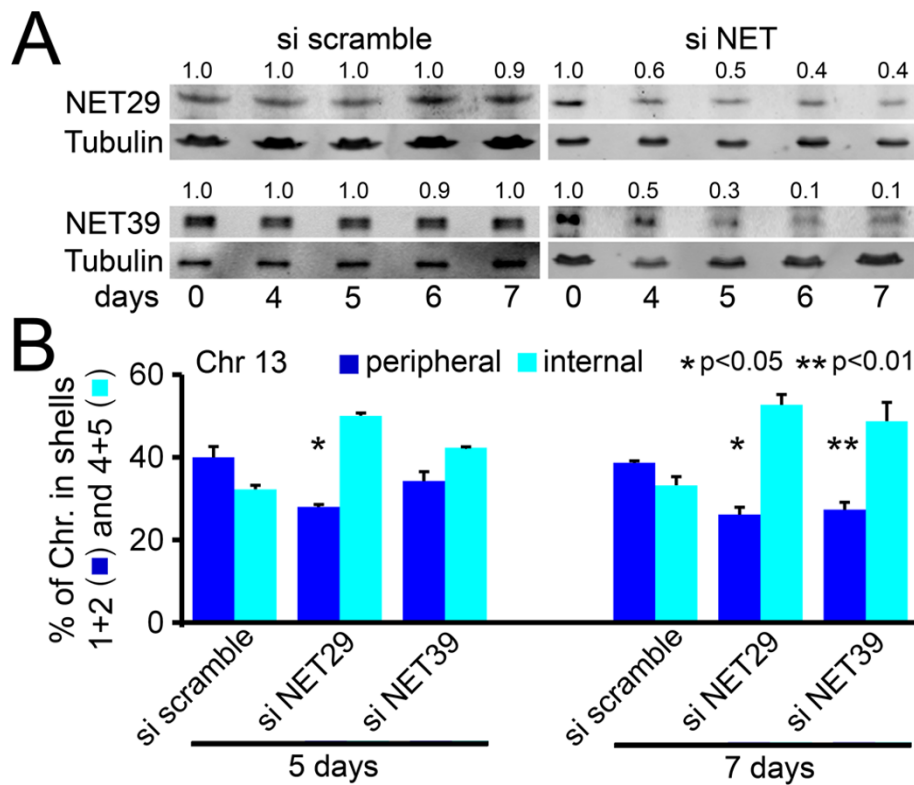 A
si scramble si NET
1.0 1.0 1.0 1.0 0.9 1.0 0.6 0.5 0.4 0.4
NET29
Tubulin
1.0 1.0 1.0 0.9 1.0 1.0 0.5 0.3 0.1 0.1
NET39
Tubulin
days 0 4 5 6 7 0 4 5 6 7
B
Chr 13 peripheral internal * p<0.05 ** p<0.01
% of Chr. in shells
1+2 (■) and 4+5 (■)
60
40
20
0
* * **
si scramble si NET29 si NET39 si scramble si NET29 si NET39
5 days 7 days